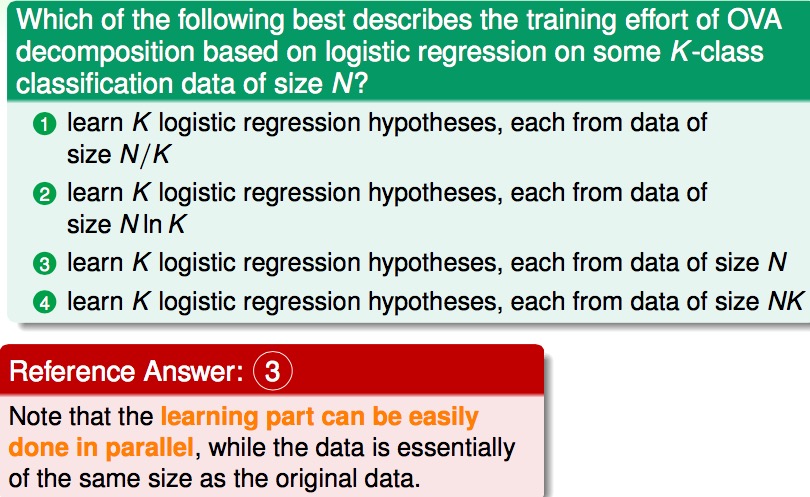 Which of the following best describes the training effort of OVA
decomposition based on logistic regression on some K-class
classification data of size N?
1 learn K logistic regression hypotheses, each from data of
size N/K
2 learn K logistic regression hypotheses, each from data of
size N ln K
3 learn K logistic regression hypotheses, each from data of size N
4 learn K logistic regression hypotheses, each from data of size NK
Reference Answer: 3
Note that the learning part can be easily
done in parallel, while the data is essentially
of the same size as the original data.